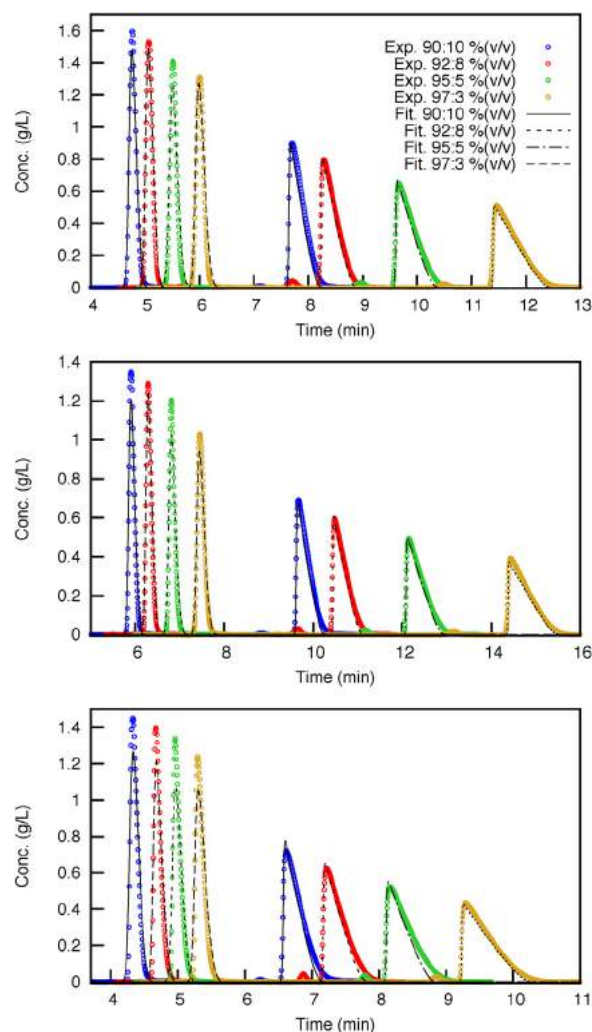 1.6
1.4
1.2
1
0.8
0.6
0.4
0.2
0
Conc. (g/L)
Exp. 90:10 %(v/v)
Exp. 92:8 %(v/v)
Exp. 95:5 %(v/v)
Exp. 97:3 %(v/v)
Fit. 90:10 %(v/v)
Fit. 92:8 %(v/v)
Fit. 95:5 %(v/v)
Fit. 97:3 %(v/v)
4 5 6 7 8 9 10 11 12 13
Time (min)
1.4
1.2
1
0.8
0.6
0.4
0.2
0
Conc. (g/L)
6 8 10 12 14 16
Time (min)
1.4
1.2
1
0.8
0.6
0.4
0.2
0
Conc. (g/L)
4 5 6 7 8 9 10 11
Time (min)